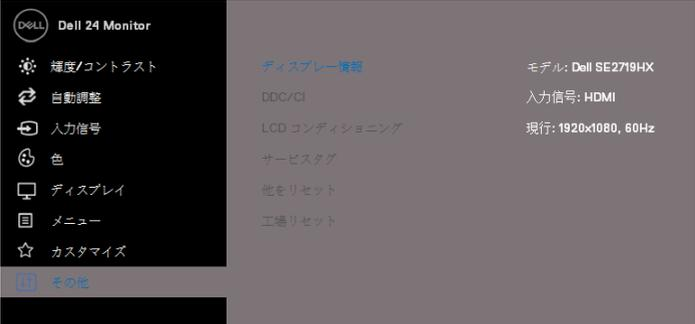 DELL Dell 24 Monitor
輝度/コントラスト
自動調整
入力信号
色
ディスプレイ
メニュー
カスタマイズ
その他
ディスプレー情報
DDC/CI
LCD コンディショニング
サービスタグ
他をリセット
工場リセット
モデル: Dell SE2719HX
入力信号: HDMI
現行: 1920x1080, 60Hz